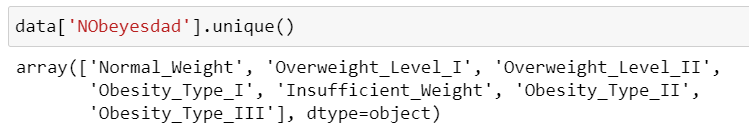 data['NObeyesdad'].unique()
array(['Normal_Weight', 'Overweight_Level_I', 'Overweight_Level_II',
'Obesity_Type_I', 'Insufficient_Weight', 'Obesity_Type_II',
'Obesity_Type_III'], dtype=object)